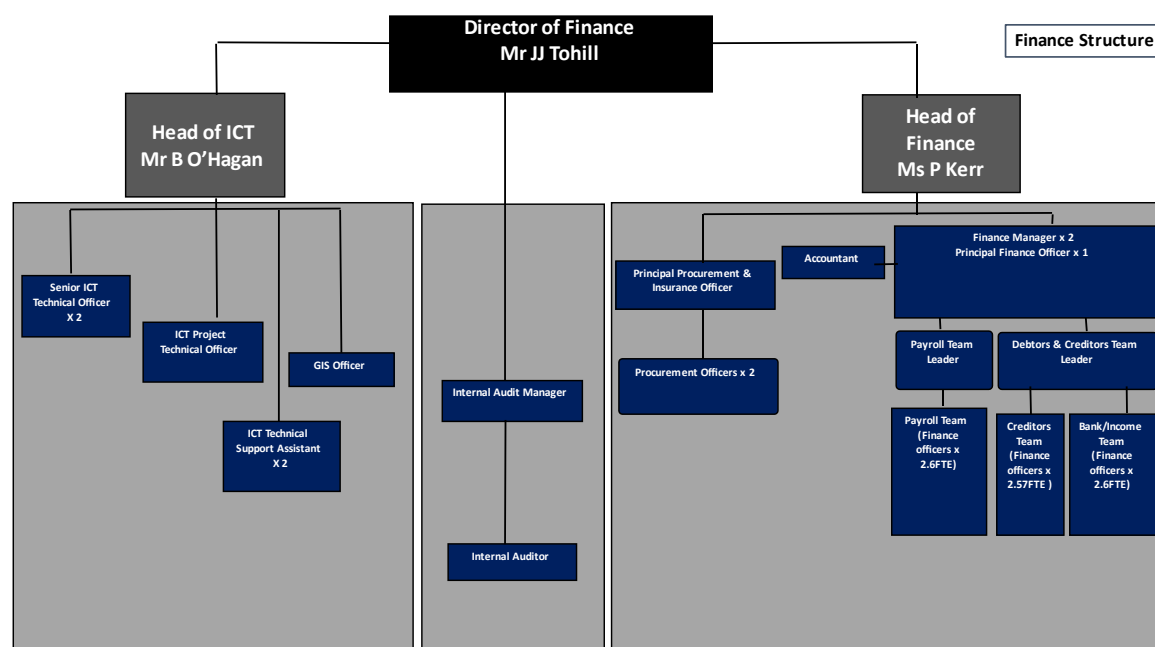 Director of Finance
Mr JJ Tohill
Finance Structure
Head of ICT
Mr B O’Hagan
Head of
Finance
Ms P Kerr
Senior ICT
Technical Officer
X 2
ICT Project
Technical Officer
GIS Officer
ICT Technical
Support Assistant
X 2
Internal Audit Manager
Internal Auditor
Principal Procurement &
Insurance Officer
Procurement Officers x 2
Accountant
Finance Manager x 2
Principal Finance Officer x 1
Payroll Team
Leader
Debtors & Creditors Team
Leader
Payroll Team
(Finance
officers x
2.6FTE)
Creditors
Team
(Finance
officers x
2.57FTE )
Bank/Income
Team
(Finance
officers x
2.6FTE)